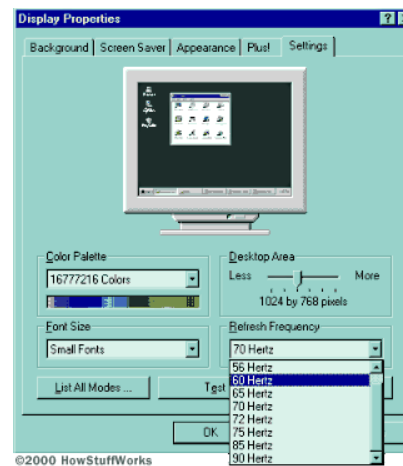 Display Properties
Background Screen Saver Appearance Plus! Settings
Color Palette
16777216 Colors
Desktop Area
Less More
1024 by 768 pixels
Font Size
Small Fonts
Refresh Frequency
70 Hertz
56 Hertz
60 Hertz
65 Hertz
70 Hertz
72 Hertz
75 Hertz
85 Hertz
90 Hertz
List All Modes ... Test
OK
©2000 HowStuffWorks